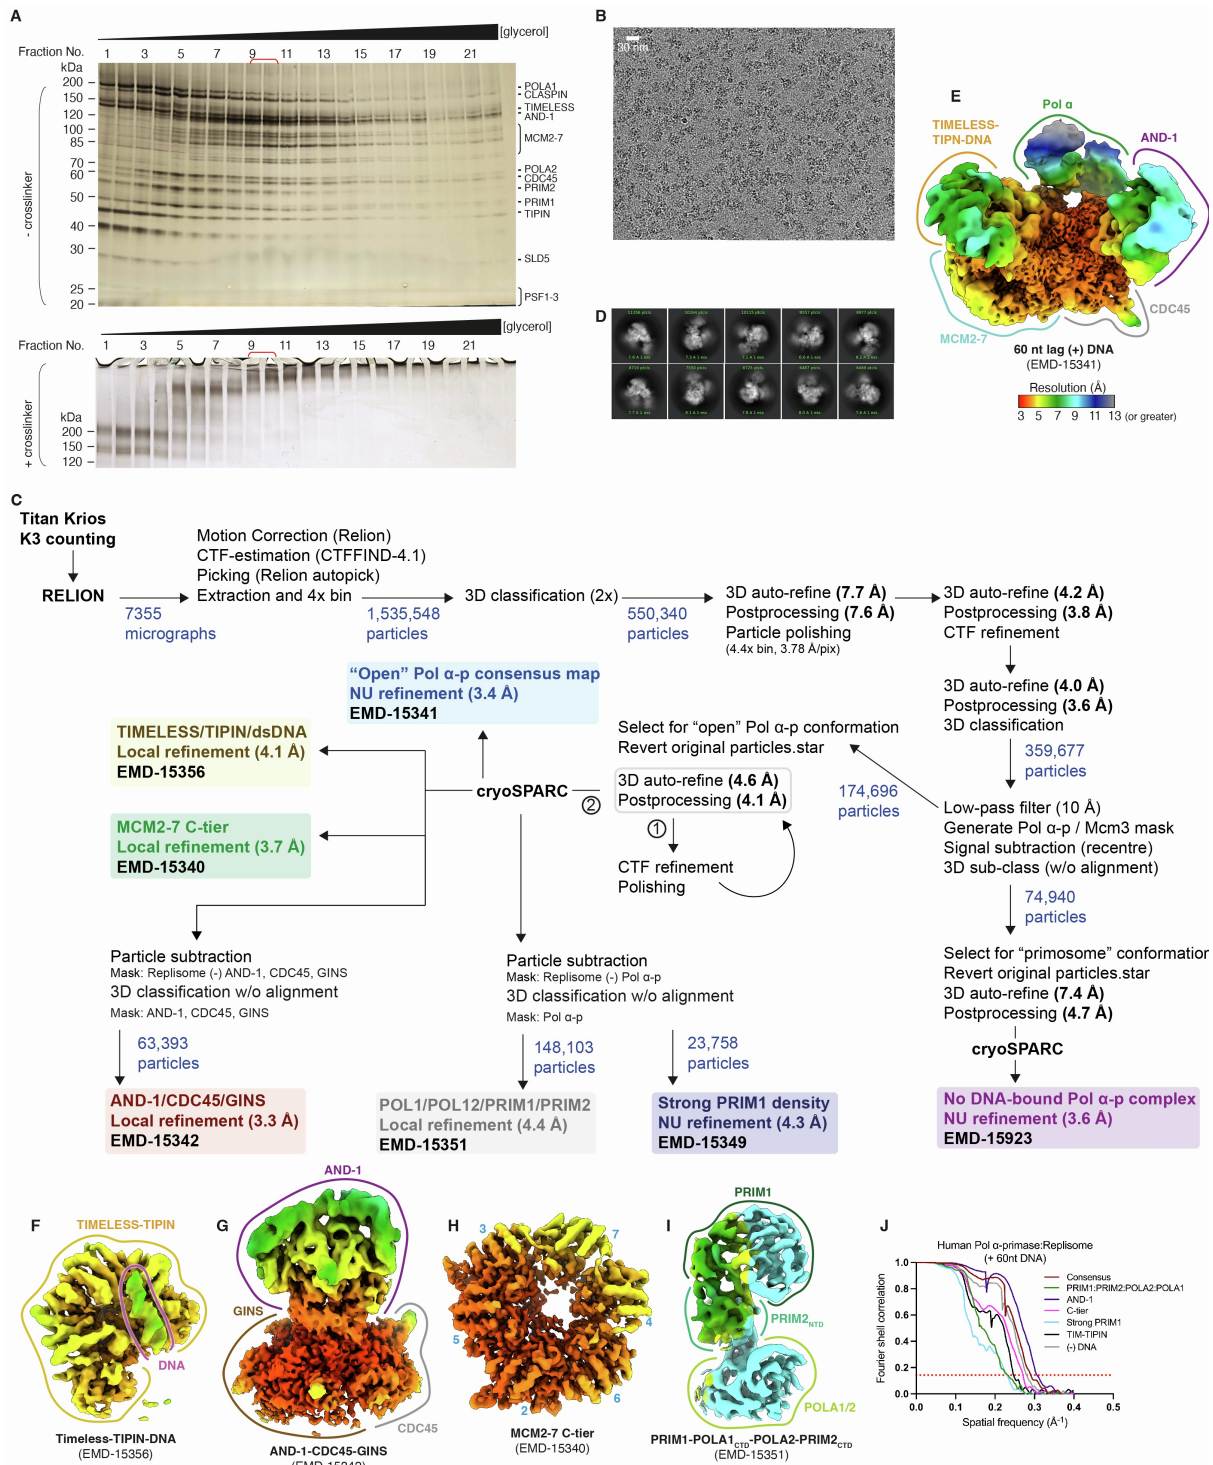 A
[glycerol]
Fraction No. 1 3 5 7 9 11 13 15 17 19 21
kDa
200
150
120
100
85
70
60
50
40
30
25
20
- crosslinker
POLA1
CLASPIN
TIMELESS
AND-1
MCM2-7
POLA2
CDC45
PRIM2
PRIM1
TIPIN
SLD5
PSF1-3
[glycerol]
Fraction No. 1 3 5 7 9 11 13 15 17 19 21
kDa
200
150
120
+ crosslinker
B
30 nm
D
E
Pol α
TIMELESS-
TIPN-DNA
AND-1
MCM2-7
CDC45
60 nt lag (+) DNA
(EMD-15341)
Resolution (Å)
3 5 7 9 11 13 (or greater)
C
Titan Krios
K3 counting
RELION
7355
micrographs
Motion Correction (Relion)
CTF-estimation (CTFFIND-4.1)
Picking (Relion autopick)
Extraction and 4x bin
1,535,548
particles
3D classification (2x)
550,340
particles
3D auto-refine (7.7 Å)
Postprocessing (7.6 Å)
Particle polishing
(4.4x bin, 3.78 Å/pix)
3D auto-refine (4.2 Å)
Postprocessing (3.8 Å)
CTF refinement
3D auto-refine (4.0 Å)
Postprocessing (3.6 Å)
3D classification
359,677
particles
Low-pass filter (10 Å)
Generate Pol α-p / Mcm3 mask
Signal subtraction (recentre)
3D sub-class (w/o alignment)
174,696
particles
Select for “open” Pol α-p conformation
Revert original particles.star
3D auto-refine (4.6 Å)
Postprocessing (4.1 Å)
1
2
CTF refinement
Polishing
cryoSPARC
“Open” Pol α-p consensus map
NU refinement (3.4 Å)
EMD-15341
TIMELESS/TIPIN/dsDNA
Local refinement (4.1 Å)
EMD-15356
MCM2-7 C-tier
Local refinement (3.7 Å)
EMD-15340
Particle subtraction
Mask: Replisome (-) AND-1, CDC45, GINS
3D classification w/o alignment
Mask: AND-1, CDC45, GINS
63,393
particles
AND-1/CDC45/GINS
Local refinement (3.3 Å)
EMD-15342
Particle subtraction
Mask: Replisome (-) Pol α-p
3D classification w/o alignment
Mask: Pol α-p
148,103
particles
POL1/POL12/PRIM1/PRIM2
Local refinement (4.4 Å)
EMD-15351
23,758
particles
Strong PRIM1 density
NU refinement (4.3 Å)
EMD-15349
74,940
particles
Select for “primosome” conformation
Revert original particles.star
3D auto-refine (7.4 Å)
Postprocessing (4.7 Å)
cryoSPARC
No DNA-bound Pol α-p complex
NU refinement (3.6 Å)
EMD-15923
F
TIMELESS-TIPIN
DNA
Timeless-TIPIN-DNA
(EMD-15356)
G
AND-1
GINS
CDC45
AND-1-CDC45-GINS
H
3
7
4
5
6
2
MCM2-7 C-tier
(EMD-15340)
I
PRIM1
PRIM2NTD
POLA1/2
PRIM1-POLA1CTD-POLA2-PRIM2CTD
(EMD-15351)
J
Human Pol α-primase:Replisome
(+ 60nt DNA)
Fourier shell correlation
1.0
0.8
0.6
0.4
0.2
0.0
0.0 0.1 0.2 0.3 0.4 0.5
Spatial frequency (Å-1)
Consensus
PRIM1:PRIM2:POLA2:POLA1
AND-1
C-tier
Strong PRIM1
TIM-TIPIN
(-) DNA